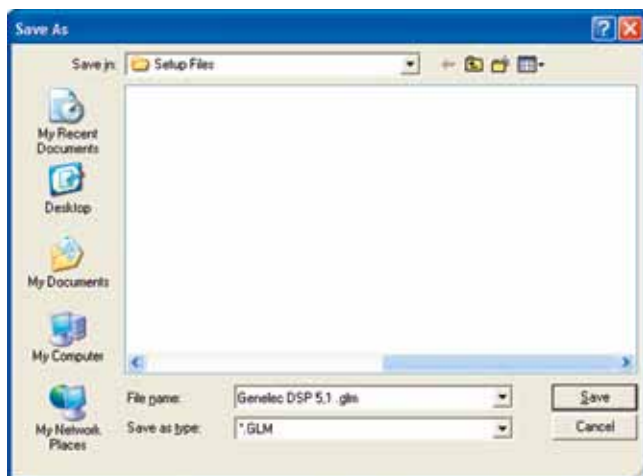 Save As
Save in:
Setup Files
My Recent
Documents
Desktop
My Documents
My Computer
My Network
Places
File name:
Genelec DSP 5,1 .glm
Save
Save as type:
*.GLM
Cancel